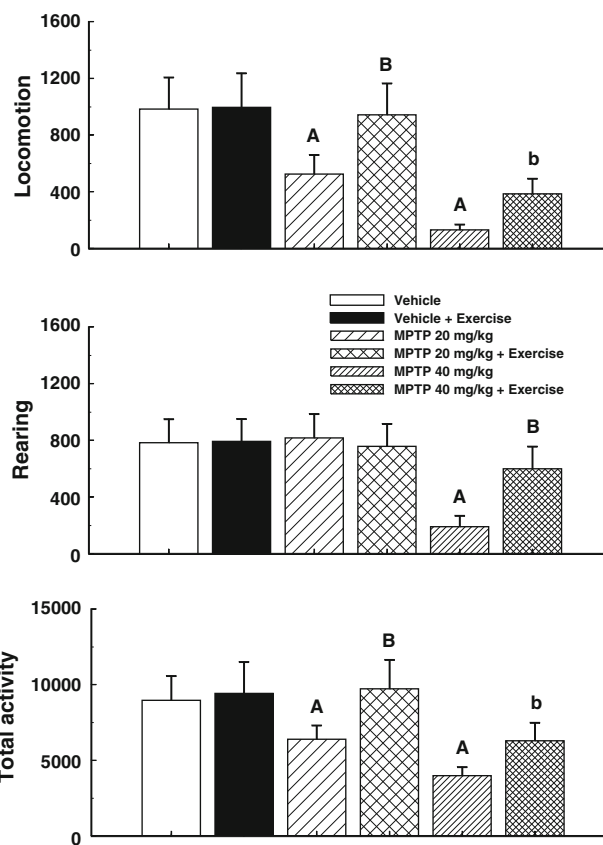 1600
1200
800
400
0
Locomotion
A
B
A
b
Vehicle
Vehicle + Exercise
MPTP 20 mg/kg
MPTP 20 mg/kg + Exercise
MPTP 40 mg/kg
MPTP 40 mg/kg + Exercise
1600
1200
800
400
0
Rearing
A
B
15000
10000
5000
0
Total activity
A
B
A
b